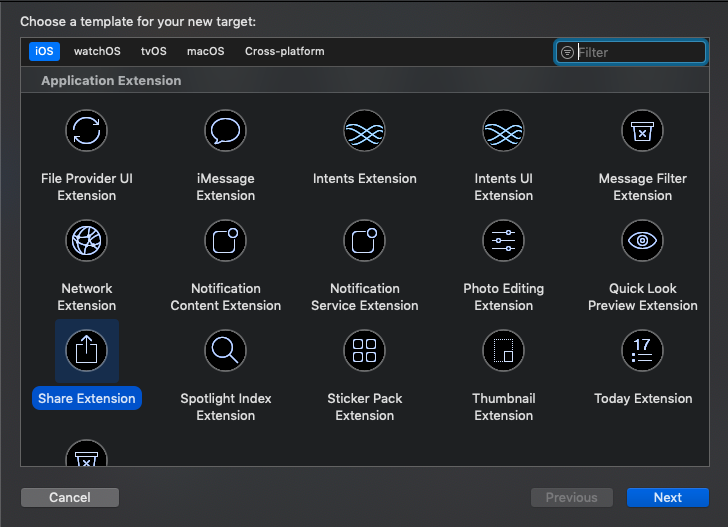 Choose a template for your new target:
iOS watchOS tvOS macOS Cross-platform Filter
Application Extension
File Provider UI Extension
iMessage Extension
Intents Extension
Intents UI Extension
Message Filter Extension
Network Extension
Notification Content Extension
Notification Service Extension
Photo Editing Extension
Quick Look Preview Extension
17
Share Extension
Spotlight Index Extension
Sticker Pack Extension
Thumbnail Extension
Today Extension
Cancel Previous Next